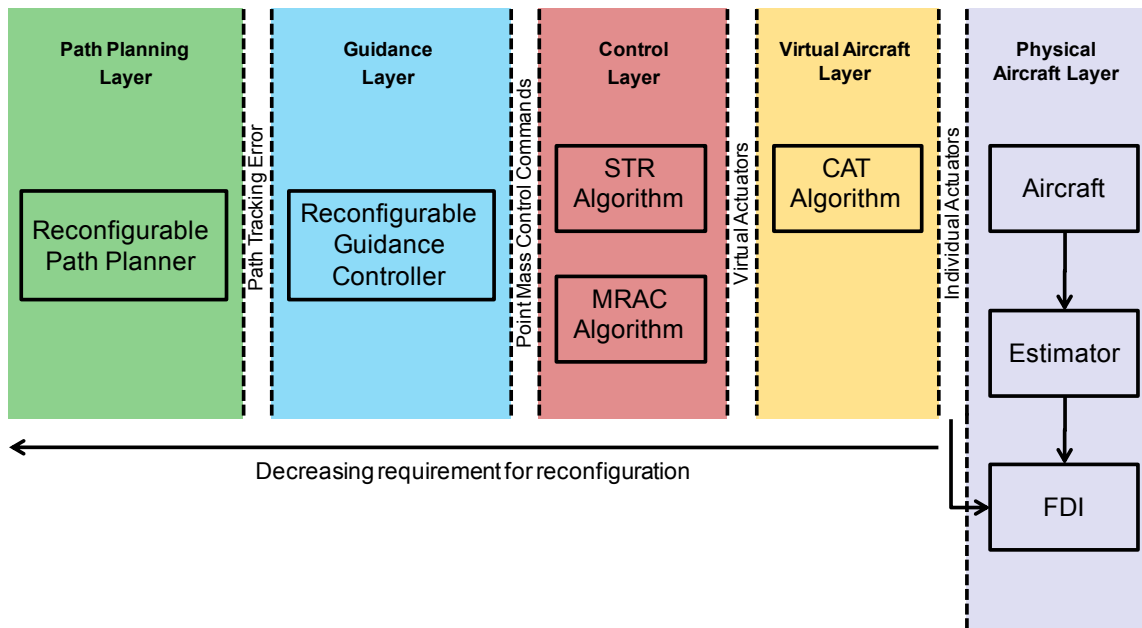 Path Planning
Layer
Guidance
Layer
Control
Layer
Virtual Aircraft
Layer
Physical
Aircraft Layer
Reconfigurable
Path Planner
Path Tracking Error
Reconfigurable
Guidance
Controller
Point Mass Control Commands
STR
Algorithm
MRAC
Algorithm
Virtual Actuators
CAT
Algorithm
Individual Actuators
Aircraft
Estimator
FDI
Decreasing requirement for reconfiguration